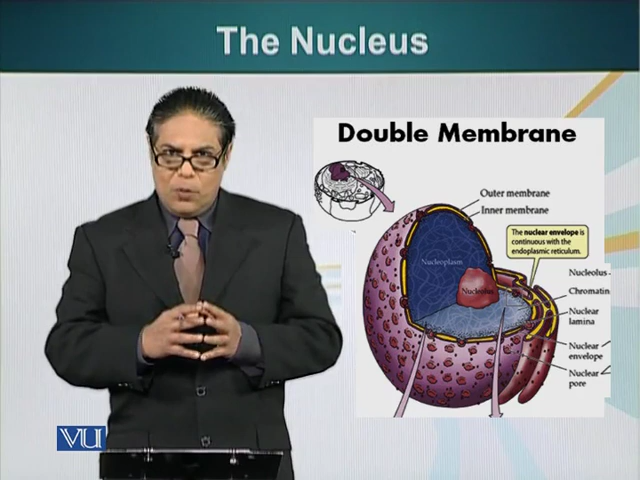 The Nucleus
Double Membrane
Outer membrane
Inner membrane
The nuclear envelope is
continuous with the
endoplasmic reticulum.
Nucleoplasm
Nucleolus
Nucleolus
Chromatin
Nuclear
lamina
Nuclear
envelope
Nuclear
pore
VU